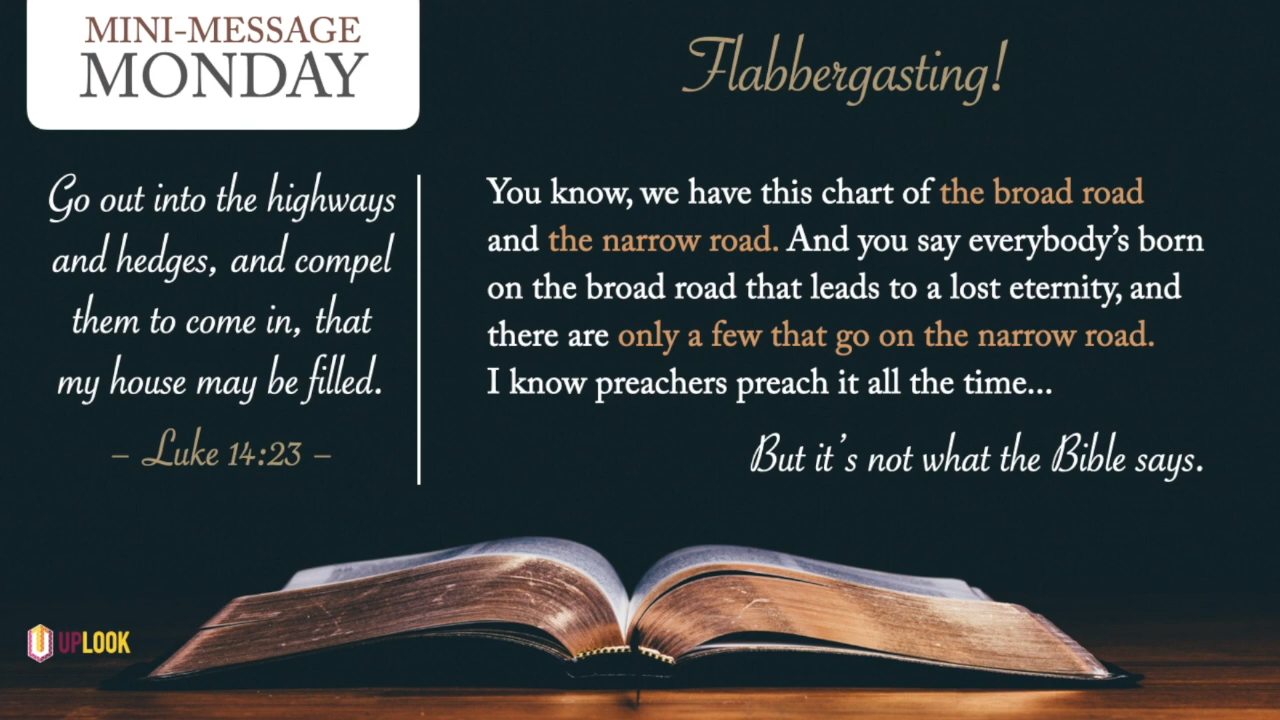 MINI-MESSAGE
MONDAY
Flabbergasting!
Go out into the highways
and hedges, and compel
them to come in, that
my house may be filled.
– Luke 14:23 –
You know, we have this chart of the broad road
and the narrow road. And you say everybody’s born
on the broad road that leads to a lost eternity, and
there are only a few that go on the narrow road.
I know preachers preach it all the time...
But it’s not what the Bible says.
UPLOOK